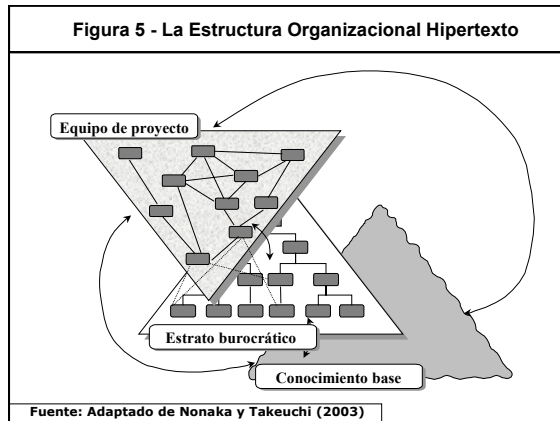 Figura 5 - La Estructura Organizacional Hipertexto
Equipo de proyecto
Estrato burocrático
Conocimiento base
Fuente: Adaptado de Nonaka y Takeuchi (2003)